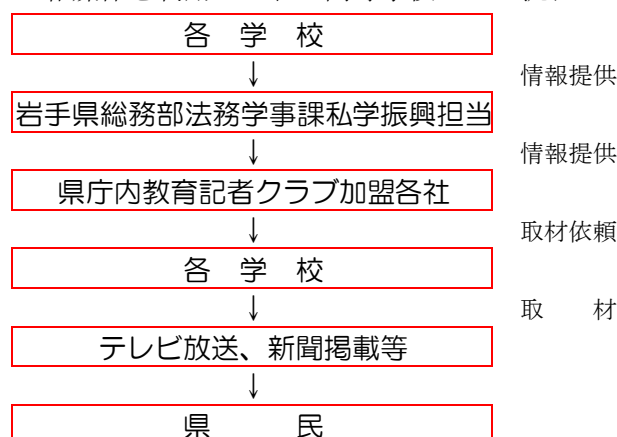 各 学 校
↓ 情報提供
岩手県総務部法務学事課私学振興担当
↓ 情報提供
県庁内教育記者クラブ加盟各社
↓ 取材依頼
各 学 校
↓ 取 材
テレビ放送、新聞掲載等
↓
県 民